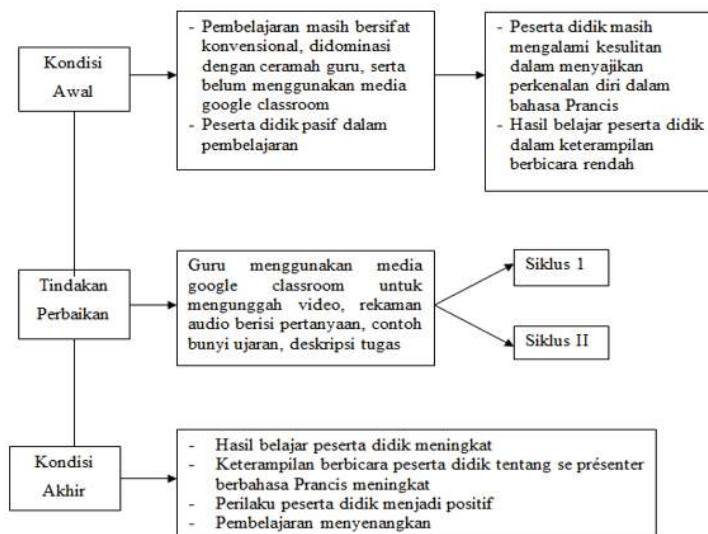 Kondisi
Awal
- Pembelajaran masih bersifat
konvensional, didominasi
dengan ceramah guru, serta
belum menggunakan media
google classroom
- Peserta didik pasif dalam
pembelajaran
- Peserta didik masih
mengalami kesulitan
dalam menyajikan
perkenalan diri dalam
bahasa Prancis
- Hasil belajar peserta didik
dalam keterampilan
berbicara rendah
Tindakan
Perbaikan
Guru menggunakan media
google classroom untuk
mengunggah video, rekaman
audio berisi pertanyaan, contoh
bunyi ujaran, deskripsi tugas
Siklus 1
Siklus II
Kondisi
Akhir
- Hasil belajar peserta didik meningkat
- Keterampilan berbicara peserta didik tentang se présenter
berbahasa Prancis meningkat
- Perilaku peserta didik menjadi positif
- Pembelajaran menyenangkan